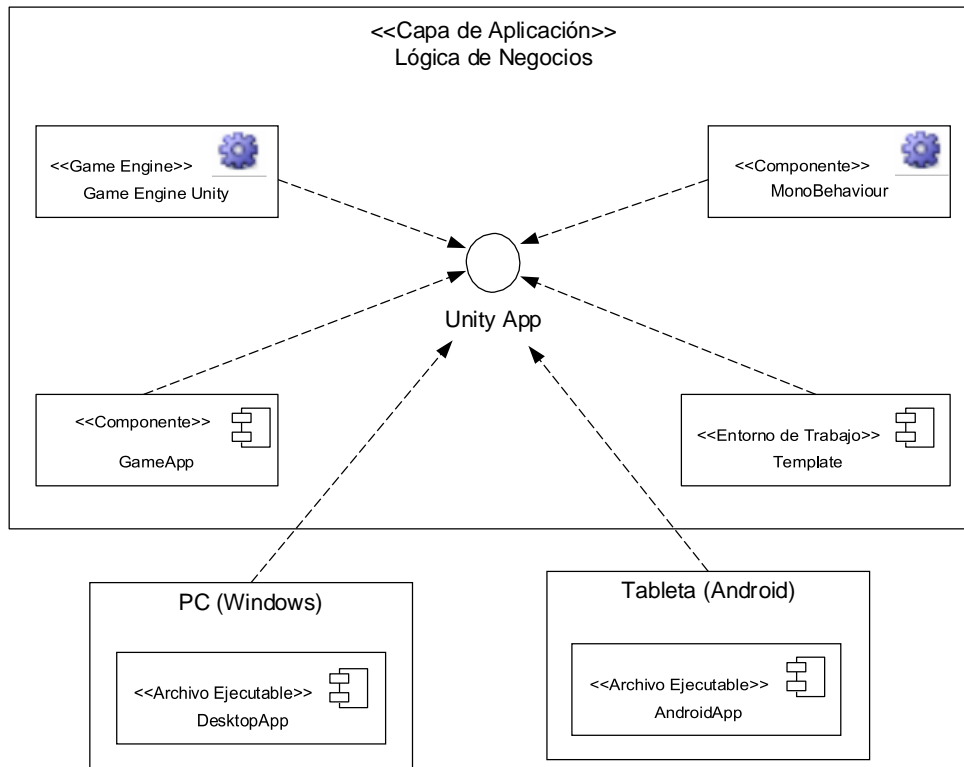 <<Capa de Aplicación>>
Lógica de Negocios
<<Game Engine>>
Game Engine Unity
<<Componente>>
MonoBehaviour
Unity App
<<Componente>>
GameApp
<<Entorno de Trabajo>>
Template
PC (Windows)
<<Archivo Ejecutable>>
DesktopApp
Tableta (Android)
<<Archivo Ejecutable>>
AndroidApp